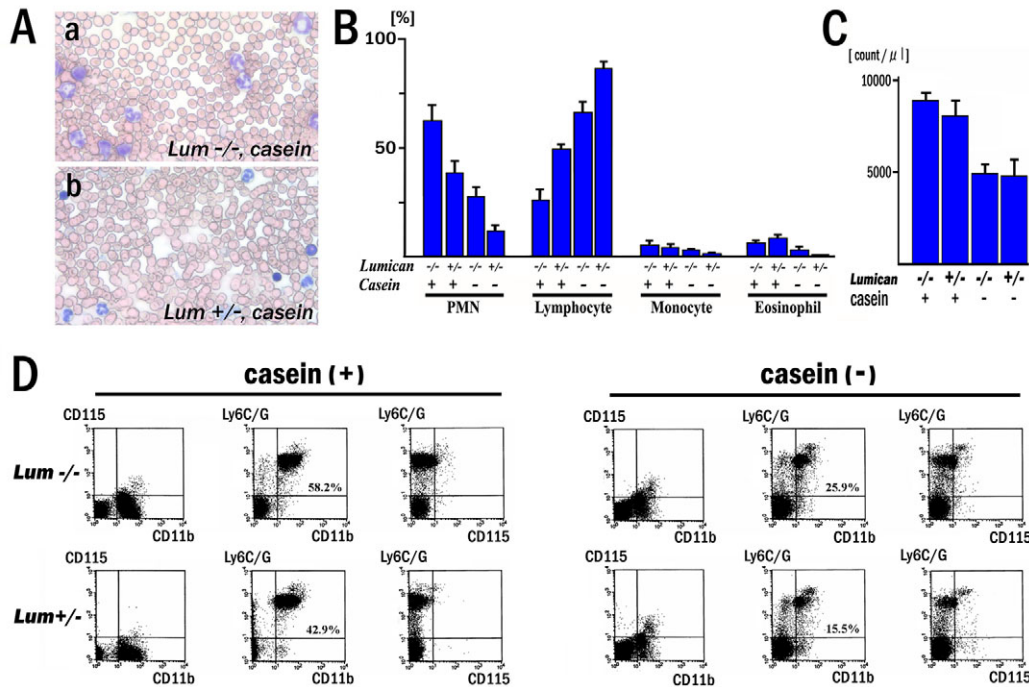 A
a
Lum -/-, casein
b
Lum +/-, casein
B
[%]
100
50
Lumican -/- +/- -/- +/- -/- +/- -/- +/- -/- +/- -/- +/- -/- +/- -/- +/-
Casein + + - - + + - - + + - - + + - -
PMN Lymphocyte Monocyte Eosinophil
C
[count/μl]
10000
5000
Lumican -/- +/- -/- +/-
casein + + - -
D
casein (+) casein (-)
CD115 Ly6C/G Ly6C/G CD115 Ly6C/G Ly6C/G
Lum -/-
58.2% 25.9%
CD11b CD11b CD115 CD11b CD11b CD115
CD115 Ly6C/G Ly6C/G CD115 Ly6C/G Ly6C/G
Lum+/-
42.9% 15.5%
CD11b CD11b CD115 CD11b CD11b CD115